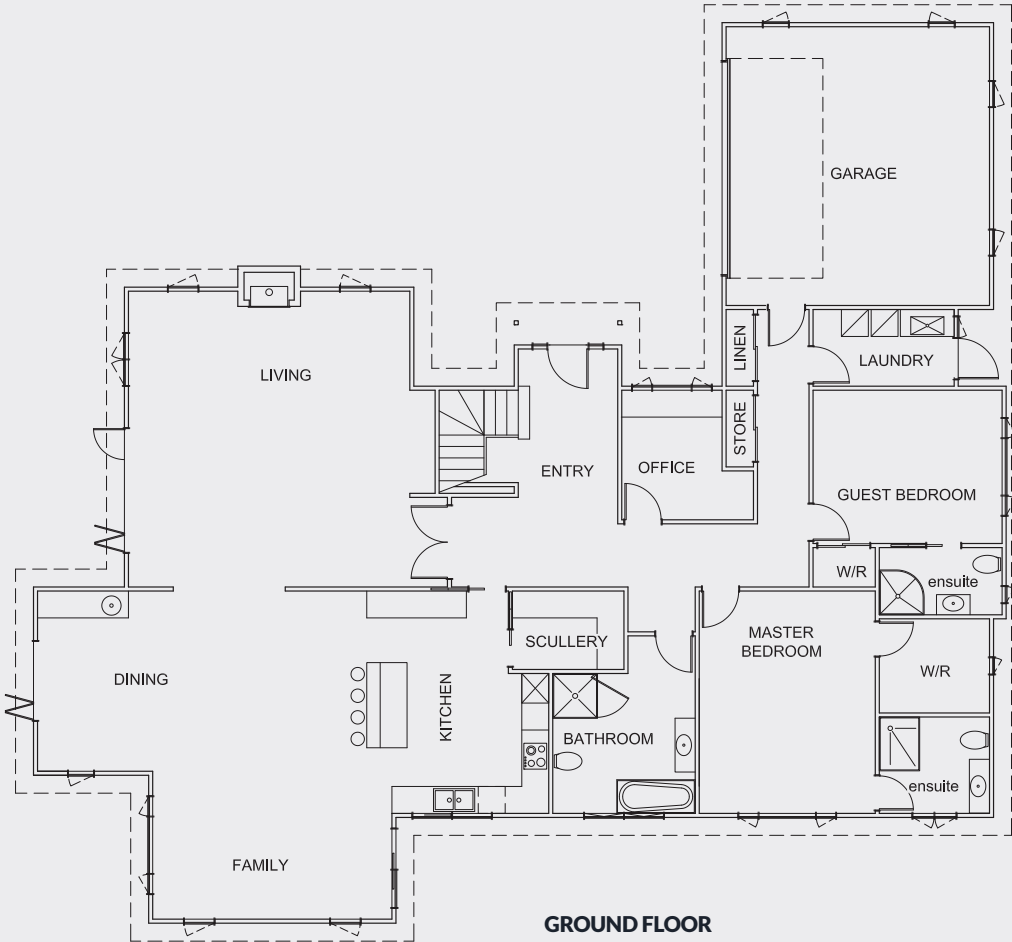 GARAGE
LINEN
LAUNDRY
LIVING
STORE
ENTRY
OFFICE
GUEST BEDROOM
W/R
ensuite
SCULLERY
MASTER
BEDROOM
W/R
DINING
KITCHEN
BATHROOM
ensuite
FAMILY
GROUND FLOOR